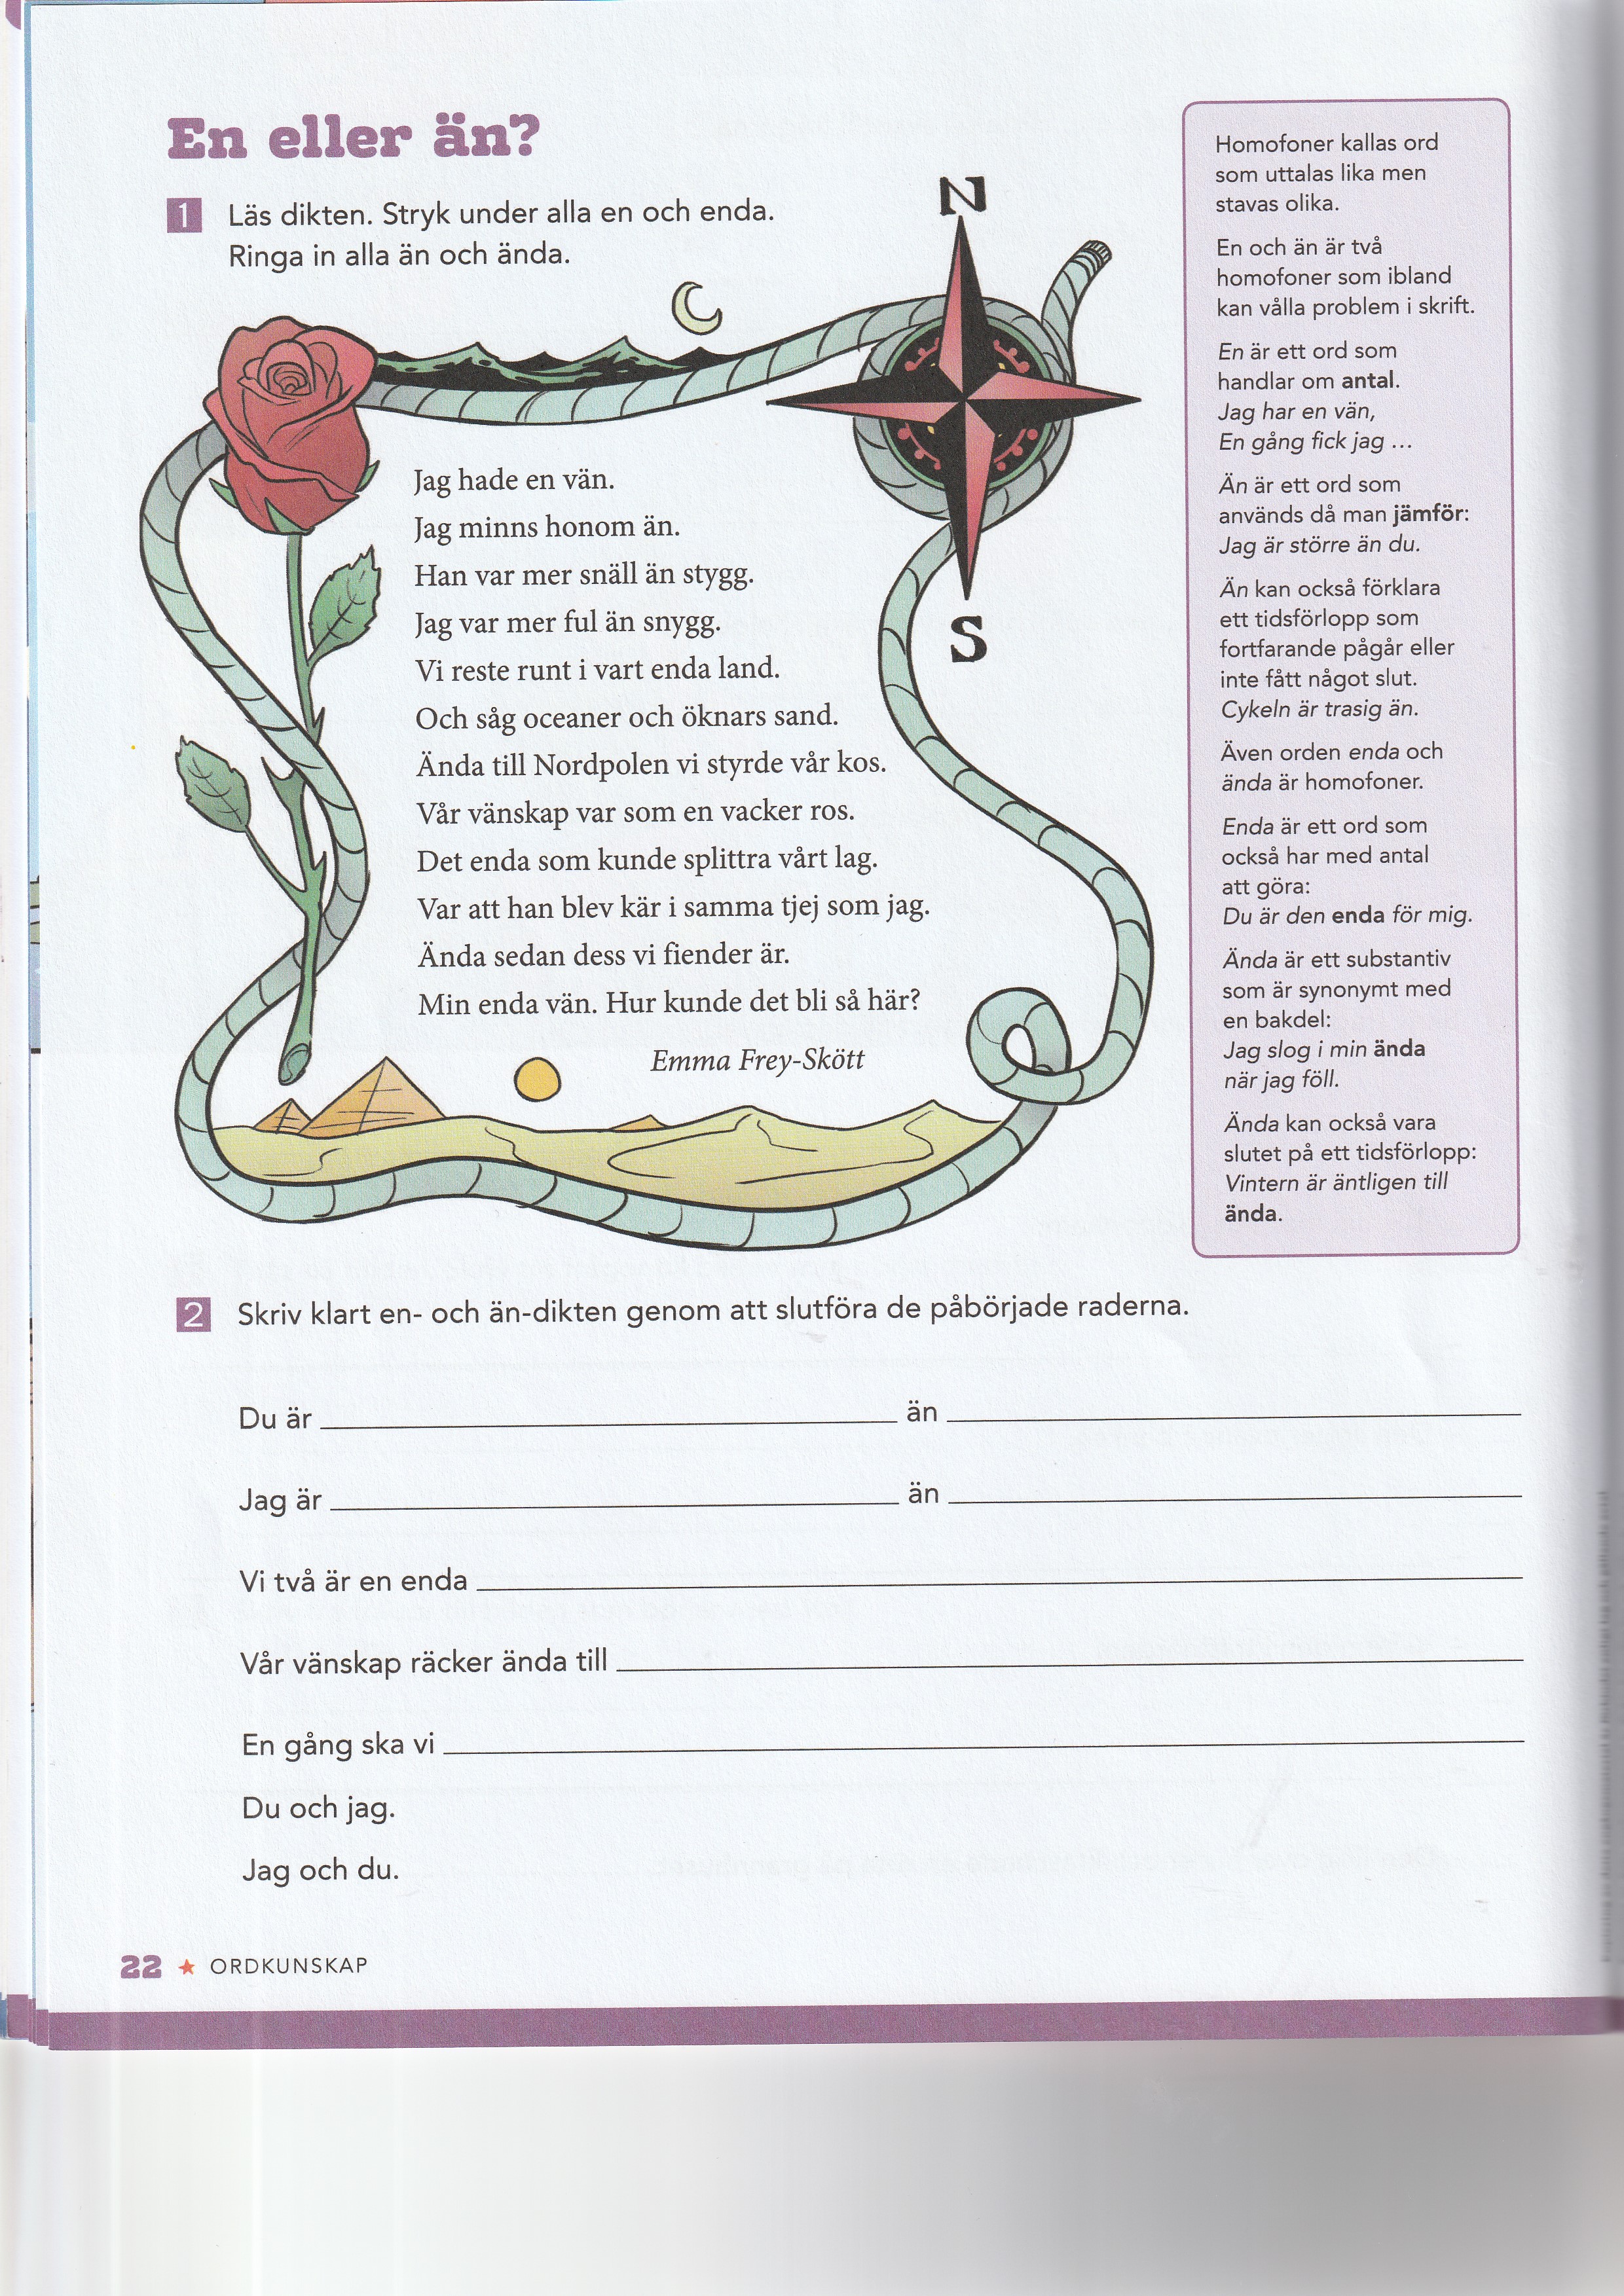 En eller än?
1 Läs dikten. Stryk under alla en och enda.
Ringa in alla än och ända.
N
S
Jag hade en vän.
Jag minns honom än.
Han var mer snäll än stygg.
Jag var mer ful än snygg.
Vi reste runt i vart enda land.
Och såg oceaner och öknars sand.
Ända till Nordpolen vi styrde vår kos.
Vår vänskap var som en vacker ros.
Det enda som kunde splittra vårt lag.
Var att han blev kär i samma tjej som jag.
Ända sedan dess vi fiender är.
Min enda vän. Hur kunde det bli så här?
Emma Frey-Skött
Homofoner kallas ord
som uttalas lika men
stavas olika.
En och än är två
homofoner som ibland
kan vålla problem i skrift.
En är ett ord som
handlar om antal.
Jag har en vän,
En gång fick jag …
Än är ett ord som
används då man jämför:
Jag är större än du.
Än kan också förklara
ett tidsförlopp som
fortfarande pågår eller
inte fått något slut.
Cykeln är trasig än.
Även orden enda och
ända är homofoner.
Enda är ett ord som
också har med antal
att göra:
Du är den enda för mig.
Ända är ett substantiv
som är synonymt med
en bakdel:
Jag slog i min ända
när jag föll.
Ända kan också vara
slutet på ett tidsförlopp:
Vintern är äntligen till
ända.
2 Skriv klart en- och än-dikten genom att slutföra de påbörjade raderna.
Du är än
Jag är än
Vi två är en enda
Vår vänskap räcker ända till
En gång ska vi
Du och jag.
Jag och du.
22 ★ ORDKUNSKAP